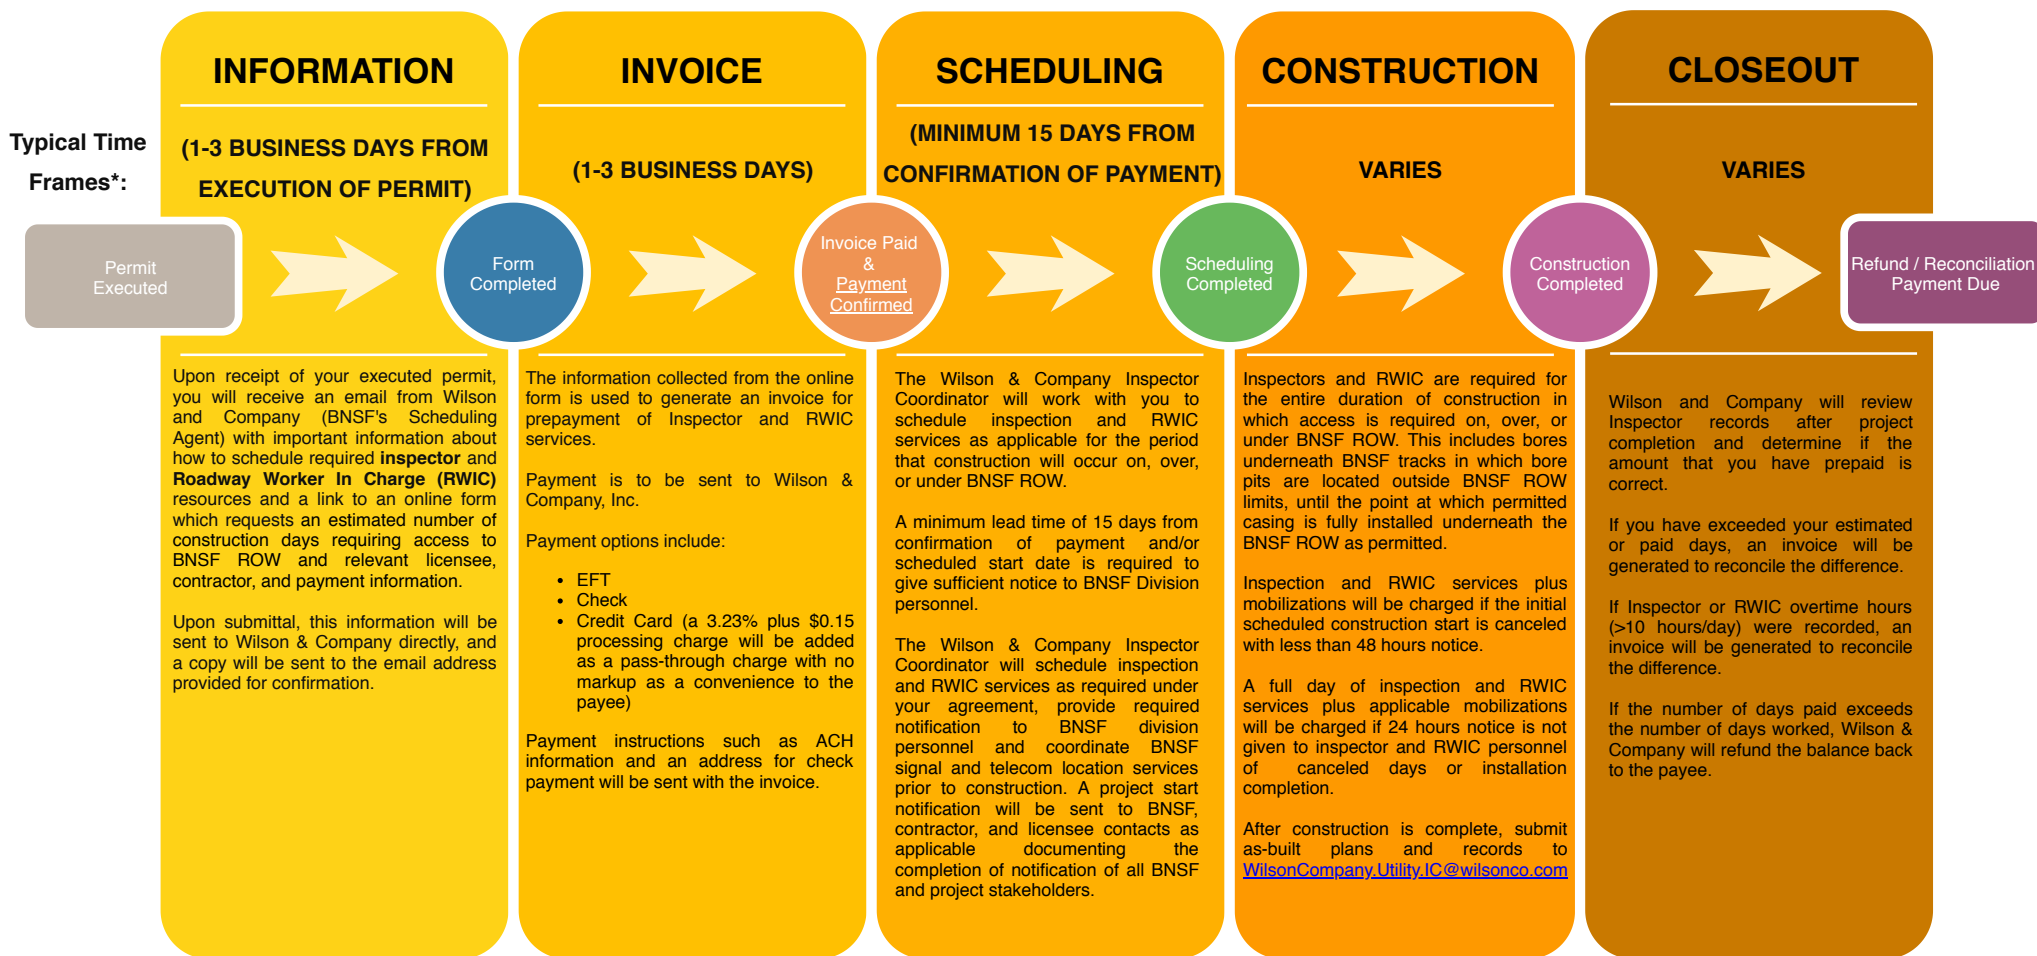 Typical Time
Frames*:
INFORMATION
(1-3 BUSINESS DAYS FROM
EXECUTION OF PERMIT)
INVOICE
(1-3 BUSINESS DAYS)
SCHEDULING
(MINIMUM 15 DAYS FROM
CONFIRMATION OF PAYMENT)
CONSTRUCTION
VARIES
CLOSEOUT
VARIES
Permit
Executed
Form
Completed
Invoice Paid
&
Payment
Confirmed
Scheduling
Completed
Construction
Completed
Refund / Reconciliation
Payment Due
Upon receipt of your executed permit,
you will receive an email from Wilson
and Company (BNSF's Scheduling
Agent) with important information about
how to schedule required inspector and
Roadway Worker In Charge (RWIC)
resources and a link to an online form
which requests an estimated number of
construction days requiring access to
BNSF ROW and relevant licensee,
contractor, and payment information.
Upon submittal, this information will be
sent to Wilson & Company directly, and
a copy will be sent to the email address
provided for confirmation.
The information collected from the online
form is used to generate an invoice for
prepayment of Inspector and RWIC
services.
Payment is to be sent to Wilson &
Company, Inc.
Payment options include:
• EFT
• Check
• Credit Card (a 3.23% plus $0.15
processing charge will be added
as a pass-through charge with no
markup as a convenience to the
payee)
Payment instructions such as ACH
information and an address for check
payment will be sent with the invoice.
The Wilson & Company Inspector
Coordinator will work with you to
schedule inspection and RWIC
services as applicable for the period
that construction will occur on, over,
or under BNSF ROW.
A minimum lead time of 15 days from
confirmation of payment and/or
scheduled start date is required to
give sufficient notice to BNSF Division
personnel.
The Wilson & Company Inspector
Coordinator will schedule inspection
and RWIC services as required under
your agreement, provide required
notification to BNSF division
personnel and coordinate BNSF
signal and telecom location services
prior to construction. A project start
notification will be sent to BNSF,
contractor, and licensee contacts as
applicable documenting the
completion of notification of all BNSF
and project stakeholders.
Inspectors and RWIC are required for
the entire duration of construction in
which access is required on, over, or
under BNSF ROW. This includes bores
underneath BNSF tracks in which bore
pits are located outside BNSF ROW
limits, until the point at which permitted
casing is fully installed underneath the
BNSF ROW as permitted.
Inspection and RWIC services plus
mobilizations will be charged if the initial
scheduled construction start is canceled
with less than 48 hours notice.
A full day of inspection and RWIC
services plus applicable mobilizations
will be charged if 24 hours notice is not
given to inspector and RWIC personnel
of canceled days or installation
completion.
After construction is complete, submit
as-built plans and records to
WilsonCompany.Utility.IC@wilsonco.com
Wilson and Company will review
Inspector records after project
completion and determine if the
amount that you have prepaid is
correct.
If you have exceeded your estimated
or paid days, an invoice will be
generated to reconcile the difference.
If Inspector or RWIC overtime hours
(>10 hours/day) were recorded, an
invoice will be generated to reconcile
the difference.
If the number of days paid exceeds
the number of days worked, Wilson &
Company will refund the balance back
to the payee.